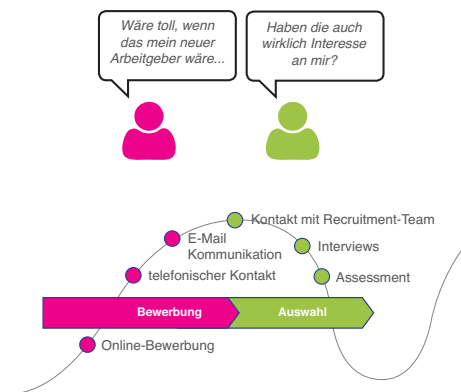 Wäre toll, wenn
das mein neuer
Arbeitgeber wäre...
Haben die auch
wirklich Interesse
an mir?
Kontakt mit Recruitment-Team
E-Mail
Kommunikation
Interviews
telefonischer Kontakt
Assessment
Bewerbung
Auswahl
Online-Bewerbung